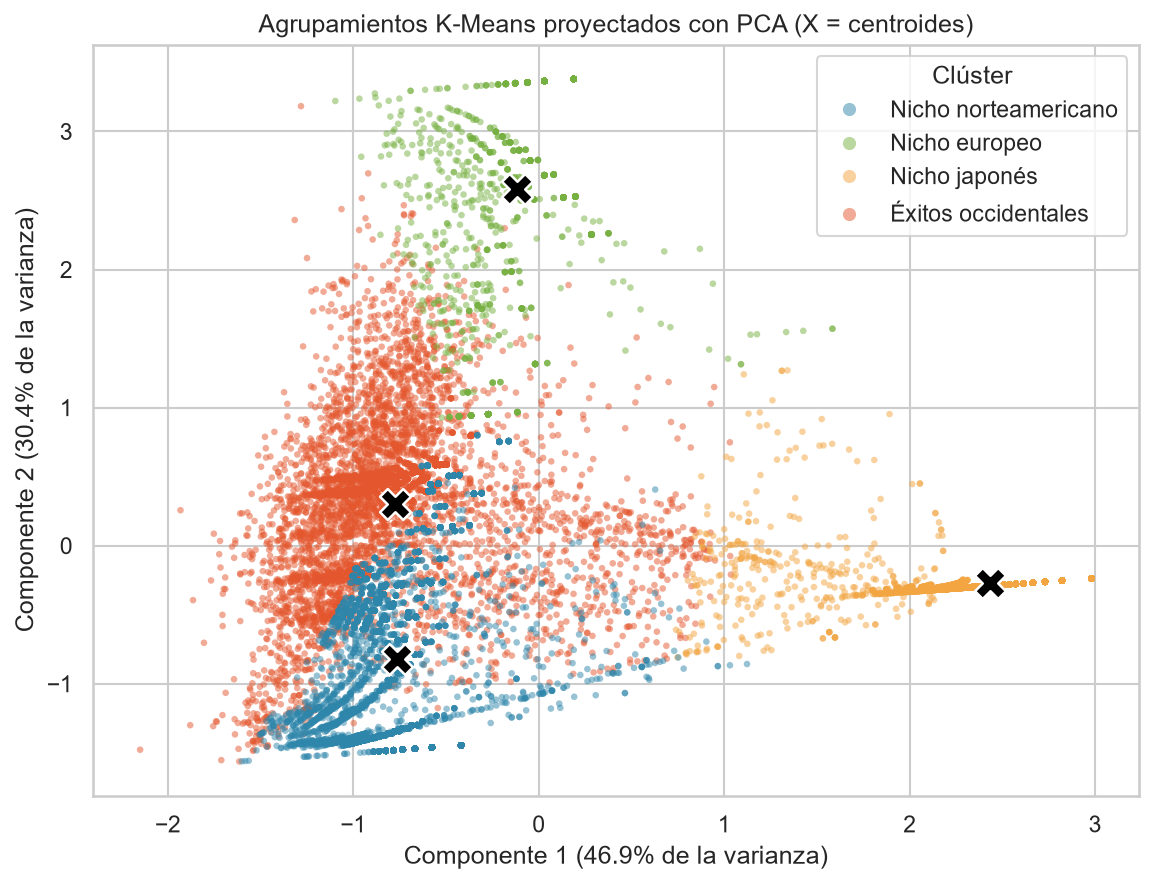 Agrupamientos K-Means proyectados con PCA (X = centroides)
Clúster
Nicho norteamericano
Nicho europeo
Nicho japonés
Éxitos occidentales
Componente 2 (30.4% de la varianza)
3
2
1
0
−1
−2
−1
0
1
2
3
Componente 1 (46.9% de la varianza)